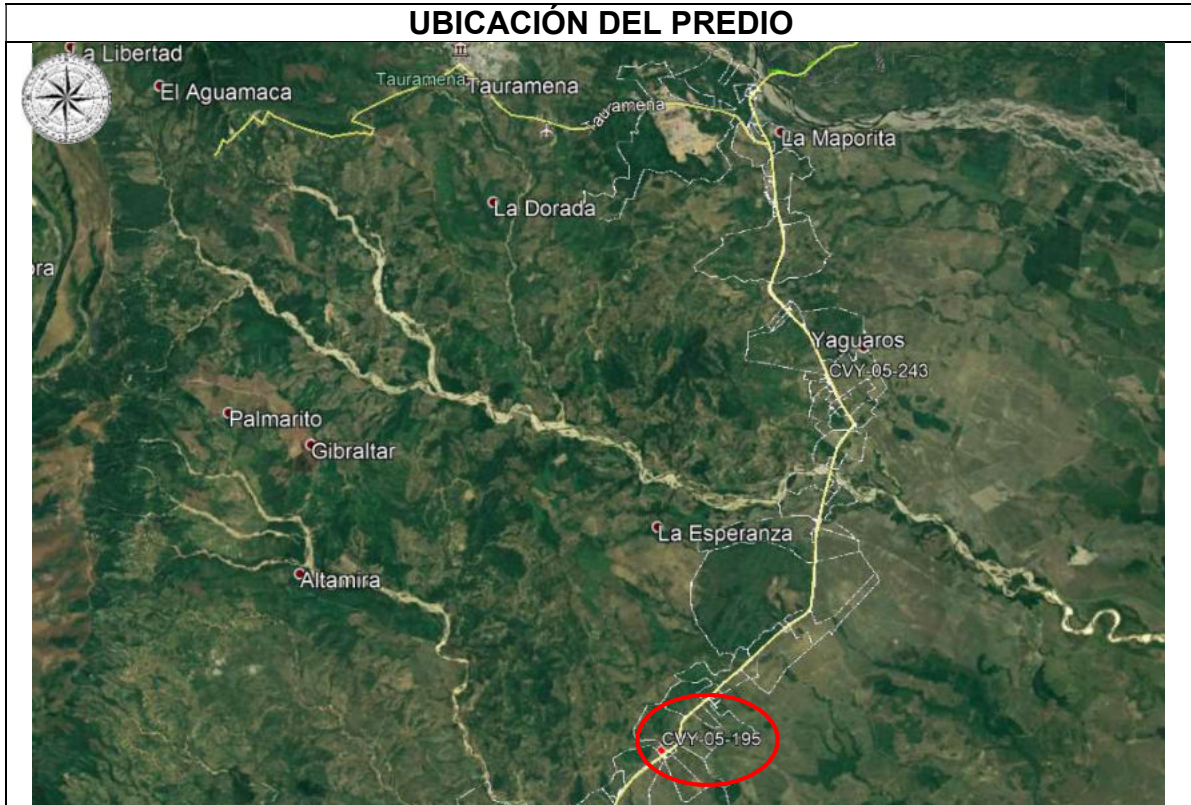 UBICACIÓN DEL PREDIO
La Libertad
El Aguamaca
Tauramena
Tauramena
Tauramena
La Maporita
La Dorada
ora
Yaguaros
CVY-05-243
Palmarito
Gibraltar
La Esperanza
Altamira
CVY-05-195